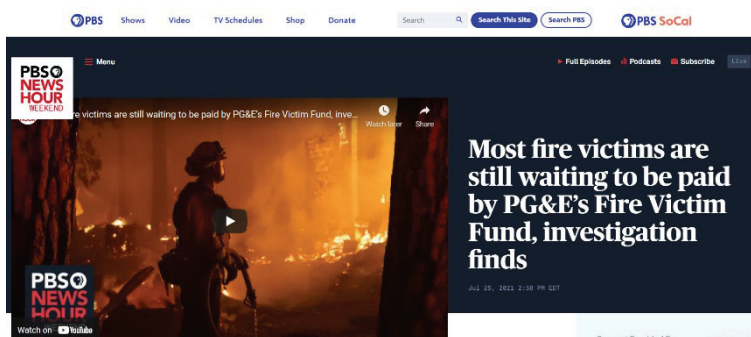 PBS Shows Video TV Schedules Shop Donate Search Search This Site Search PBS PBS SoCal
PBS
NEWS
HOUR
WEEKEND
Menu
Full Episodes Podcasts Subscribe Live
re victims are still waiting to be paid by PG&E's Fire Victim Fund, inve...
Watch later Share
Most fire victims are
still waiting to be paid
by PG&E's Fire Victim
Fund, investigation
finds
Jul 25, 2021 2:50 PM EDT
PBS
NEWS
HOUR
Watch on YouTube